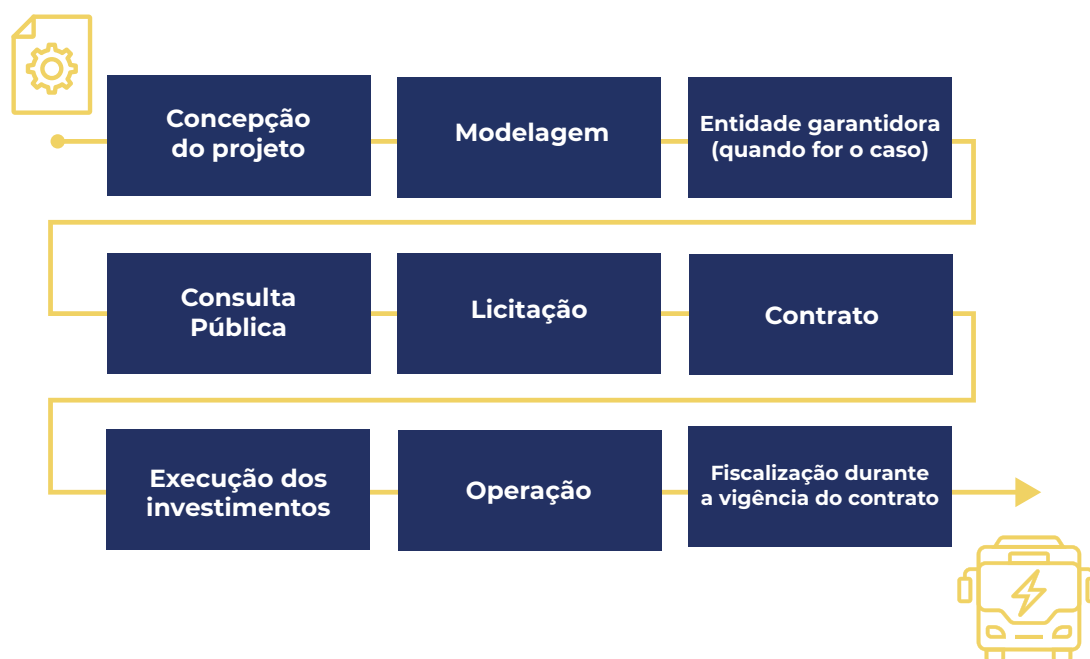 Concepção
do projeto
Modelagem
Entidade garantidora
(quando for o caso)
Consulta
Pública
Licitação
Contrato
Execução dos
investimentos
Operação
Fiscalização durante
a vigência do contrato